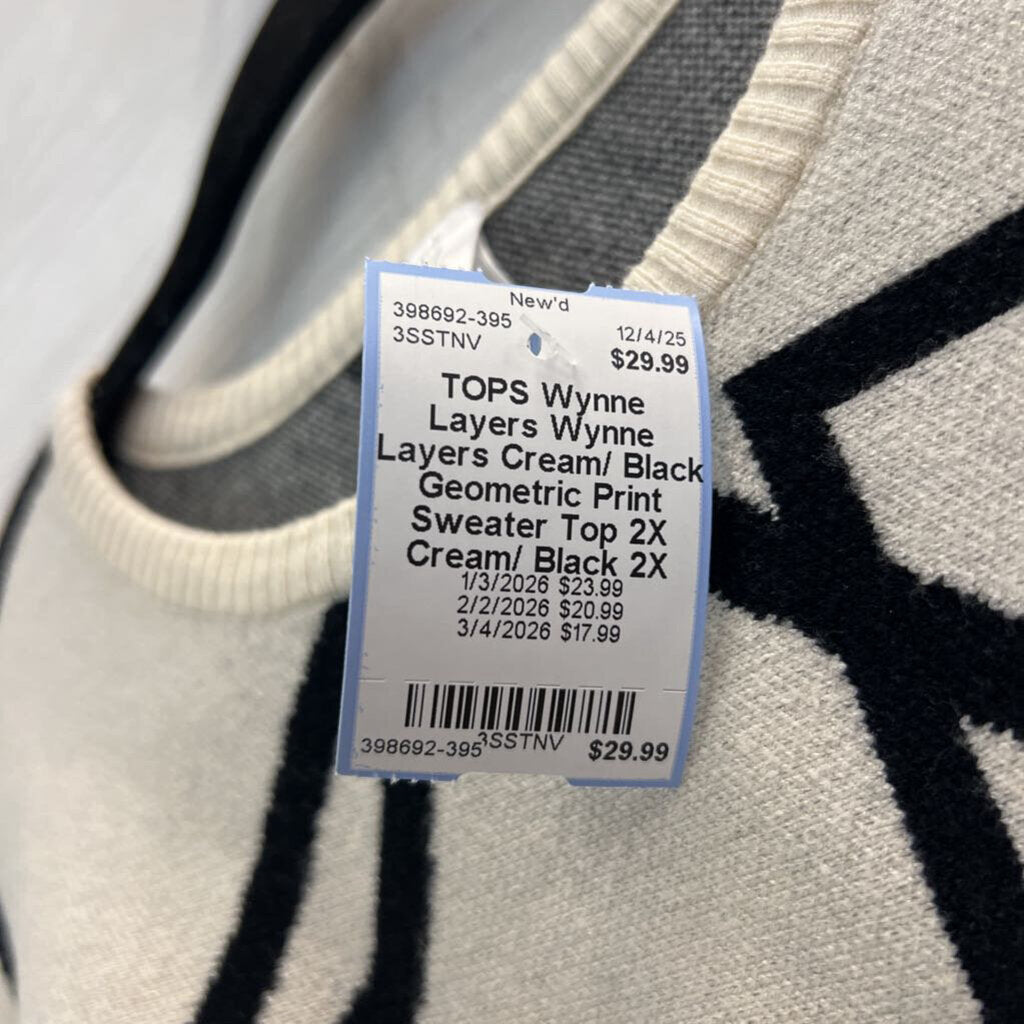 New'd
398692-395 12/4/25
3SSTNV $29.99
TOPS Wynne
Layers Wynne
Layers Cream/ Black
Geometric Print
Sweater Top 2X
Cream/ Black 2X
1/3/2026 $23.99
2/2/2026 $20.99
3/4/2026 $17.99
398692-395 3SSTNV $29.99